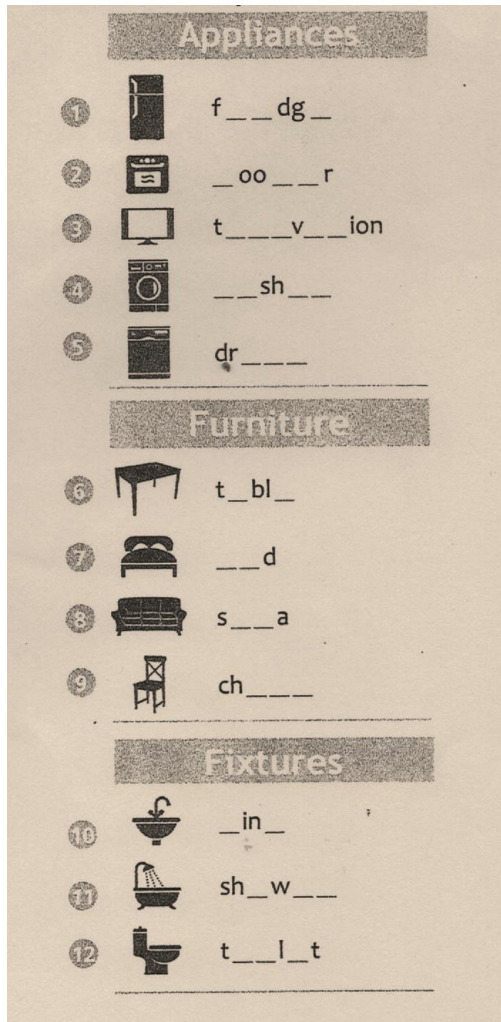 Appliances
1 f__dg_
2 _oo__r
3 t___v__ion
4 __sh__
5 dr___
Furniture
6 t_bl_
7 __d
8 s__a
9 ch___
Fixtures
10 _in_
11 sh_w__
12 t__l_t